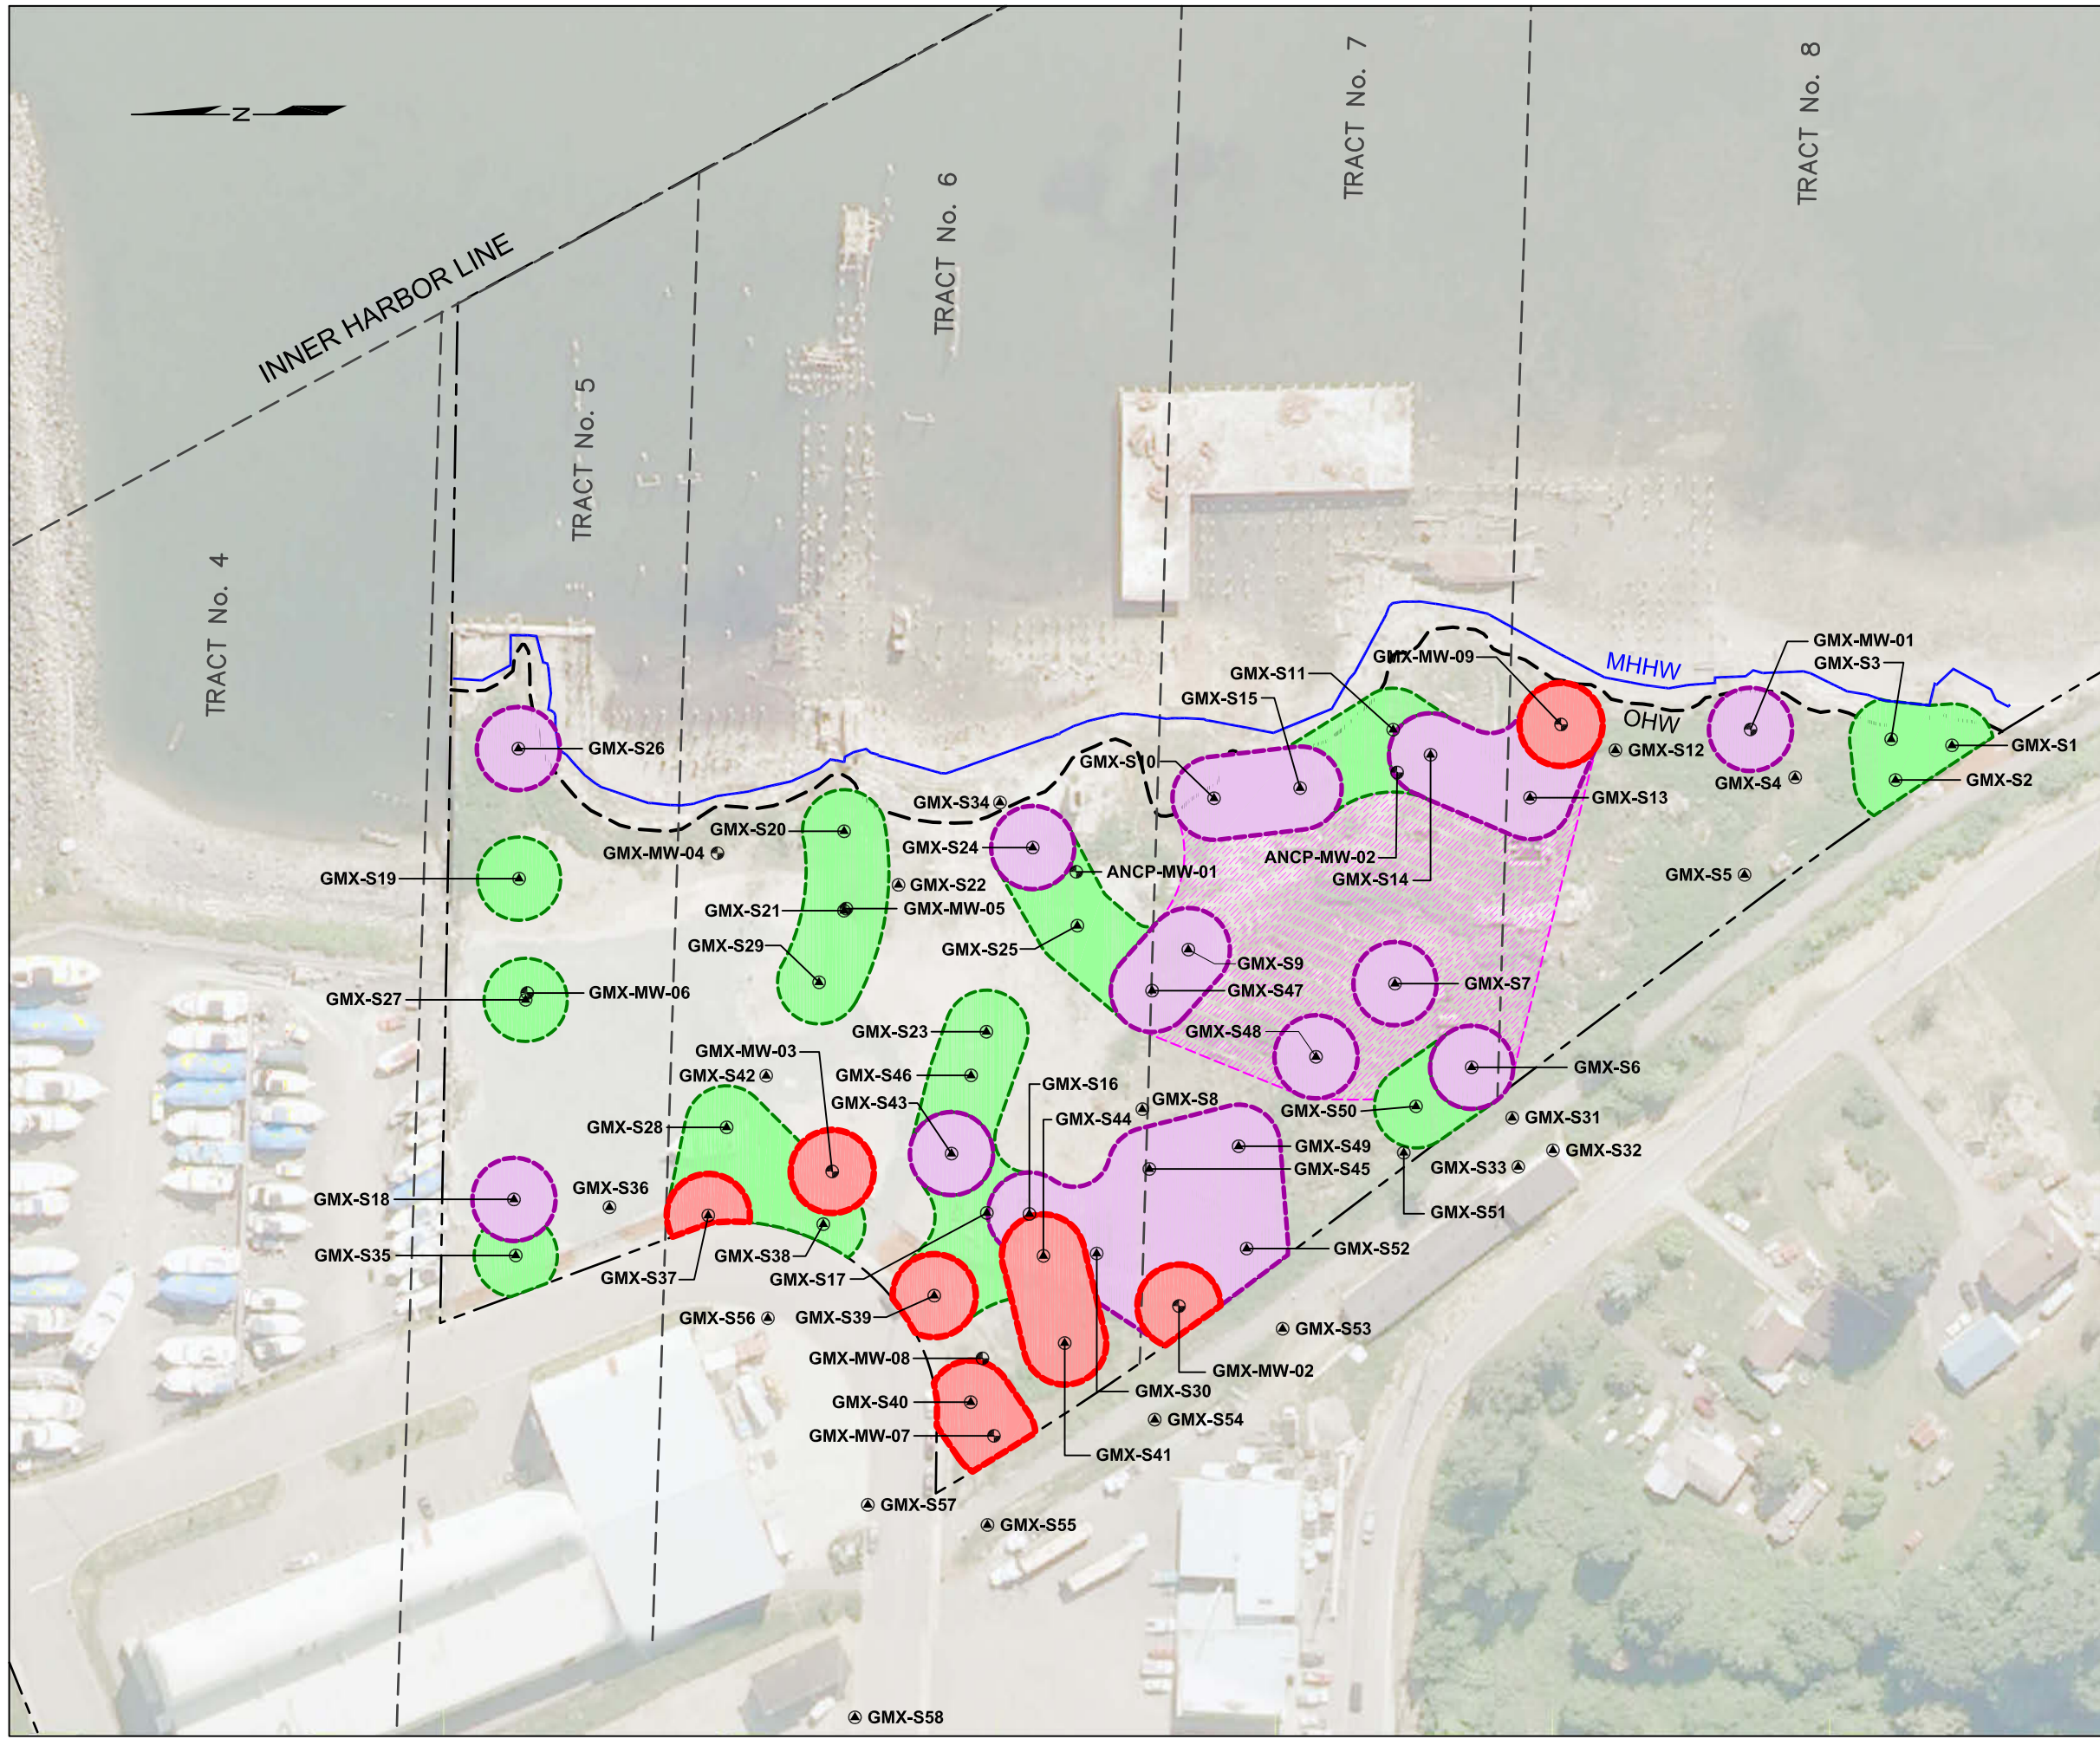 TRACT No. 7
TRACT No. 8
N
TRACT No. 6
INNER HARBOR LINE
TRACT No. 5
TRACT No. 4
GMX-MW-01
GMX-MW-09
MHHW
GMX-S3
GMX-S11
GMX-S15
OHW
GMX-S26
GMX-S12
GMX-S1
GMX-S10
GMX-S4
GMX-S2
GMX-S34
GMX-S13
GMX-S20
GMX-S24
GMX-MW-04
ANCP-MW-02
GMX-S19
ANCP-MW-01
GMX-S14
GMX-S5
GMX-S22
GMX-S21
GMX-MW-05
GMX-S29
GMX-S25
GMX-S9
GMX-S27
GMX-MW-06
GMX-S47
GMX-S7
GMX-S23
GMX-S48
GMX-MW-03
GMX-S42
GMX-S46
GMX-S6
GMX-S16
GMX-S43
GMX-S44
GMX-S8
GMX-S50
GMX-S31
GMX-S28
GMX-S49
GMX-S32
GMX-S45
GMX-S33
GMX-S18
GMX-S36
GMX-S51
GMX-S35
GMX-S38
GMX-S52
GMX-S37
GMX-S17
GMX-S56
GMX-S39
GMX-S53
GMX-MW-08
GMX-MW-02
GMX-S30
GMX-S40
GMX-S54
GMX-MW-07
GMX-S41
GMX-S57
GMX-S55
GMX-S58